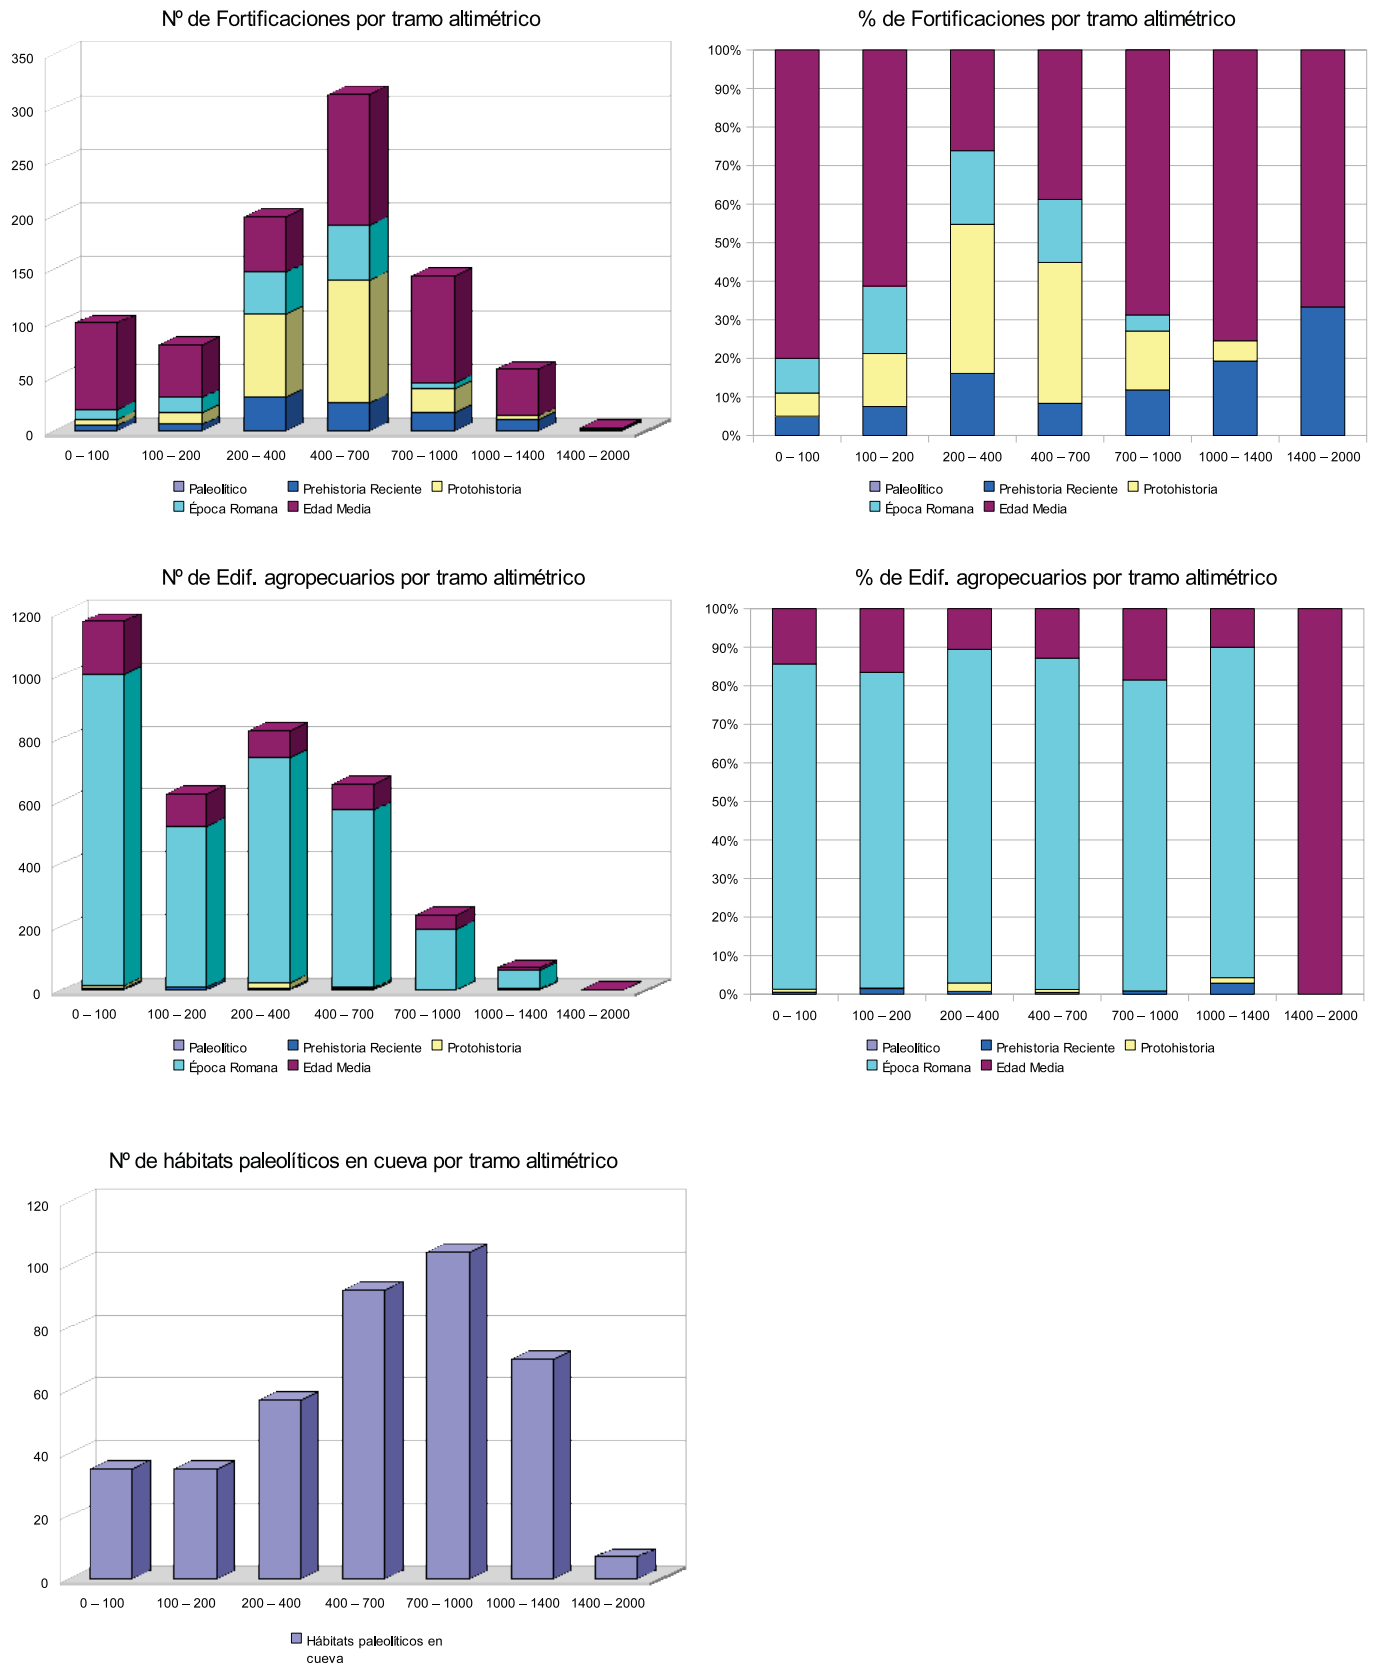 Nº de Fortificaciones por tramo altimétrico
350
300
250
200
150
100
50
0
0 – 100 100 – 200 200 – 400 400 – 700 700 – 1000 1000 – 1400 1400 – 2000
Paleolítico Prehistoria Reciente Protohistoria
Época Romana Edad Media
% de Fortificaciones por tramo altimétrico
100%
90%
80%
70%
60%
50%
40%
30%
20%
10%
0%
0 – 100 100 – 200 200 – 400 400 – 700 700 – 1000 1000 – 1400 1400 – 2000
Paleolítico Prehistoria Reciente Protohistoria
Época Romana Edad Media
Nº de Edif. agropecuarios por tramo altimétrico
1200
1000
800
600
400
200
0
0 – 100 100 – 200 200 – 400 400 – 700 700 – 1000 1000 – 1400 1400 – 2000
Paleolítico Prehistoria Reciente Protohistoria
Época Romana Edad Media
% de Edif. agropecuarios por tramo altimétrico
100%
90%
80%
70%
60%
50%
40%
30%
20%
10%
0%
0 – 100 100 – 200 200 – 400 400 – 700 700 – 1000 1000 – 1400 1400 – 2000
Paleolítico Prehistoria Reciente Protohistoria
Época Romana Edad Media
Nº de hábitats paleolíticos en cueva por tramo altimétrico
120
100
80
60
40
20
0
0 – 100 100 – 200 200 – 400 400 – 700 700 – 1000 1000 – 1400 1400 – 2000
Hábitats paleolíticos en
cueva